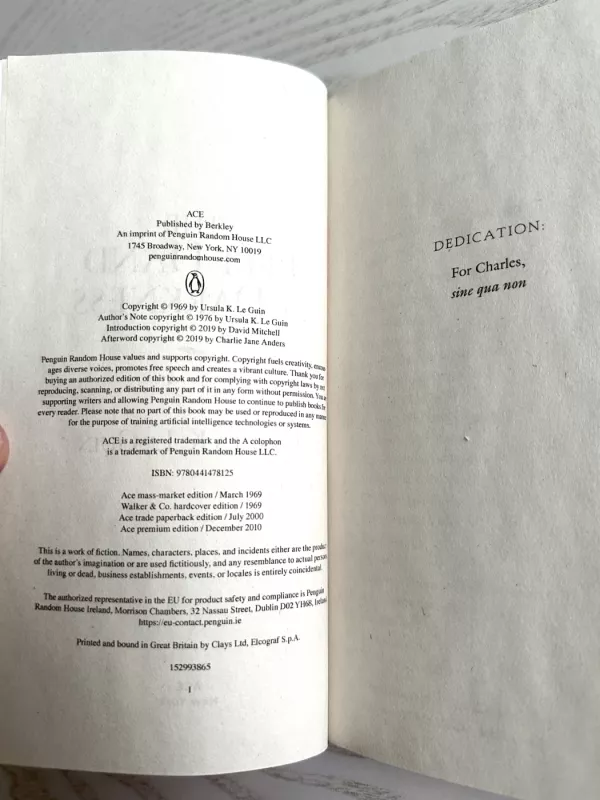 ACE
Published by Berkley
An imprint of Penguin Random House LLC
1745 Broadway, New York, NY 10019
penguinrandomhouse.com
Copyright © 1969 by Ursula K. Le Guin
Author's Note copyright © 1976 by Ursula K. Le Guin
Introduction copyright © 2019 by David Mitchell
Afterword copyright © 2019 by Charlie Jane Anders
Penguin Random House values and supports copyright. Copyright fuels creativity,
ages diverse voices, promotes free speech and creates a vibrant culture. Thank you for
buying an authorized edition of this book and for complying with copyright laws by not
reproducing, scanning, or distributing any part of it in any form without permission. You are
supporting writers and allowing Penguin Random House to continue to publish books for
every reader. Please note that no part of this book may be used or reproduced in any manner
for the purpose of training artificial intelligence technologies or systems.
ACE is a registered trademark and the A colophon
is a trademark of Penguin Random House LLC.
ISBN: 9780441478125
Ace mass-market edition / March 1969
Walker & Co. hardcover edition / 1969
Ace trade paperback edition / July 2000
Ace premium edition / December 2010
This is a work of fiction. Names, characters, places, and incidents either are the product
of the author's imagination or are used fictitiously, and any resemblance to actual persons,
living or dead, business establishments, events, or locales is entirely coincidental.
The authorized representative in the EU for product safety and compliance is Penguin
Random House Ireland, Morrison Chambers, 32 Nassau Street, Dublin D02 YH68, Ireland,
https://eu-contact.penguin.ie
Printed and bound in Great Britain by Clays Ltd, Elcograf S.p.A.
152993865
1
DEDICATION:
For Charles,
sine qua non